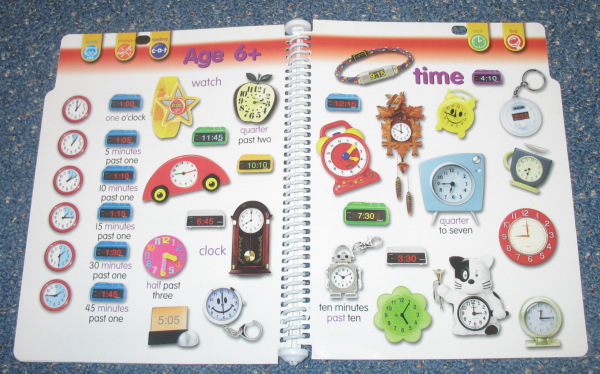 Age 6+
watch
1:00
one o'clock
quarter
past two
1:05
5 minutes
past one
11:45
1:10
10 minutes
past one
10:10
15 minutes
past one
6:45
clock
1:30
30 minutes
past one
half past
three
1:45
45 minutes
past one
5:05
9:15
time
4:10
12:15
7:30
quarter
to seven
3:30
ten minutes
past ten